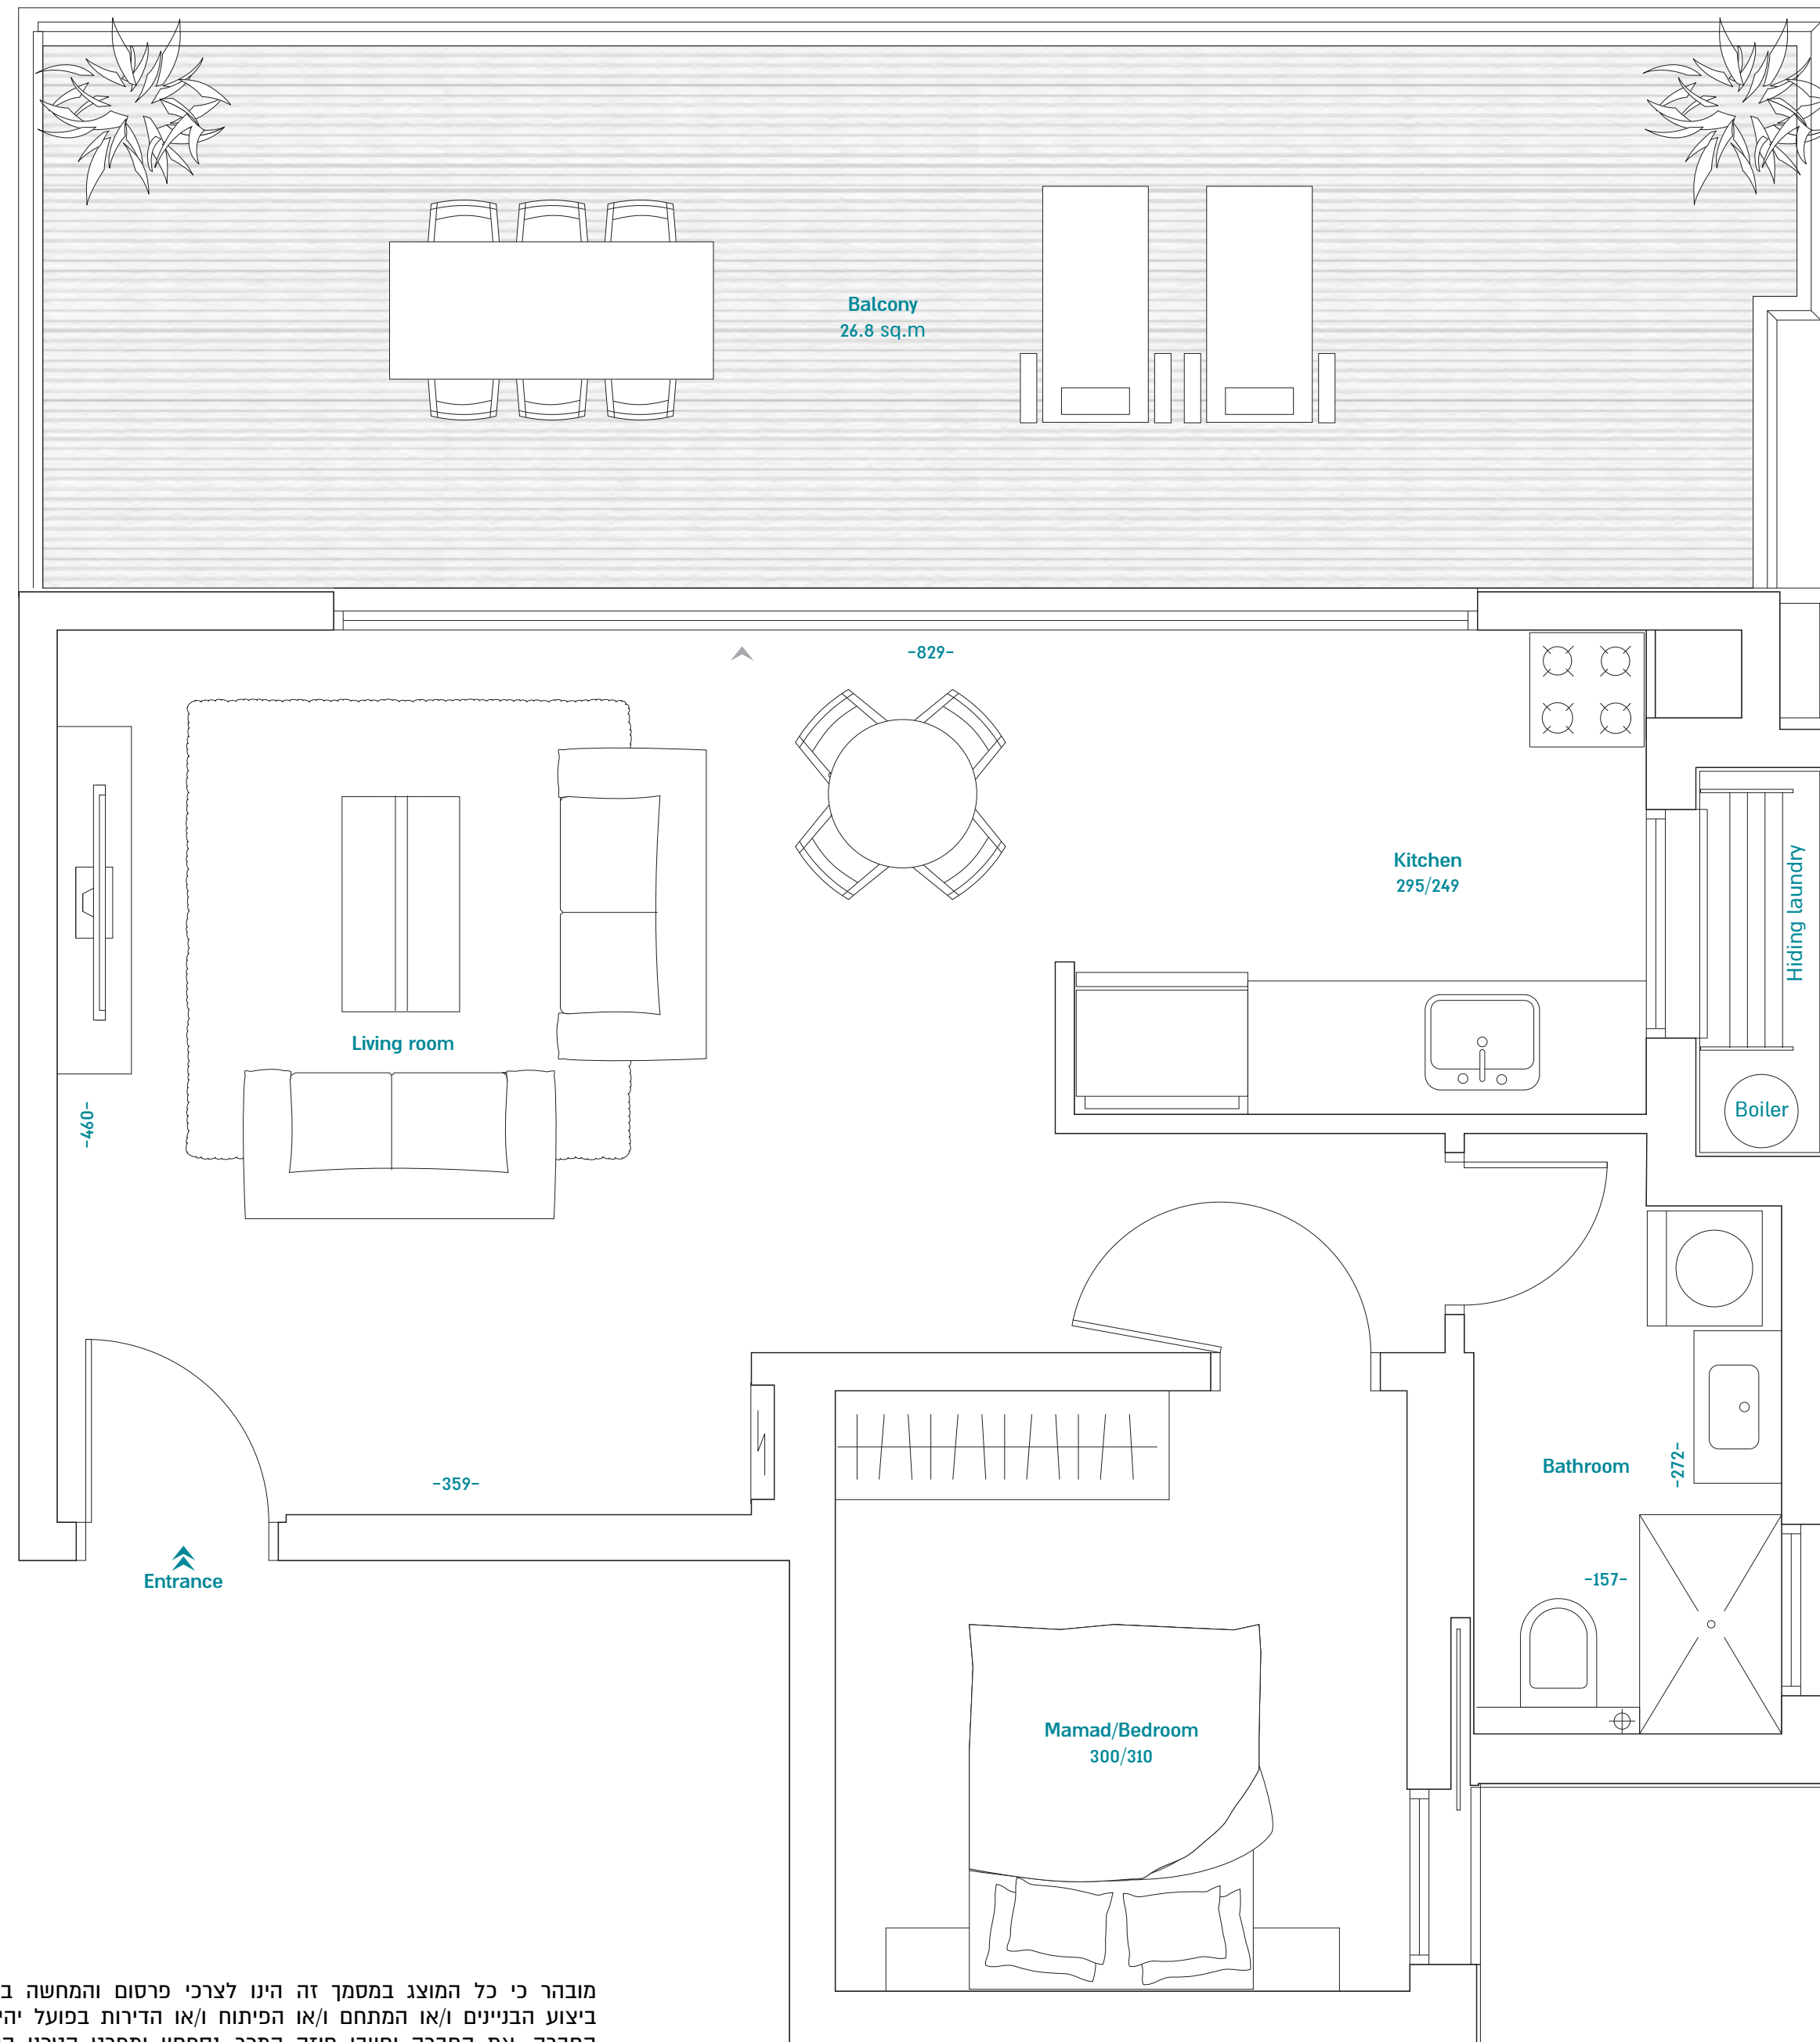 Balcony
26.8 sq.m
-829-
Kitchen
295/249
Hiding laundry
Living room
-460-
Boiler
-359-
Bathroom
-272-
Entrance
-157-
Mamad/Bedroom
300/310
מובהר כי כל המוצג במסמך זה הינו לצרכי פרסום והמחשה
ביצוע הבניינים ו/או המתחם ו/או הפיתוח ו/או הדירות בפועל